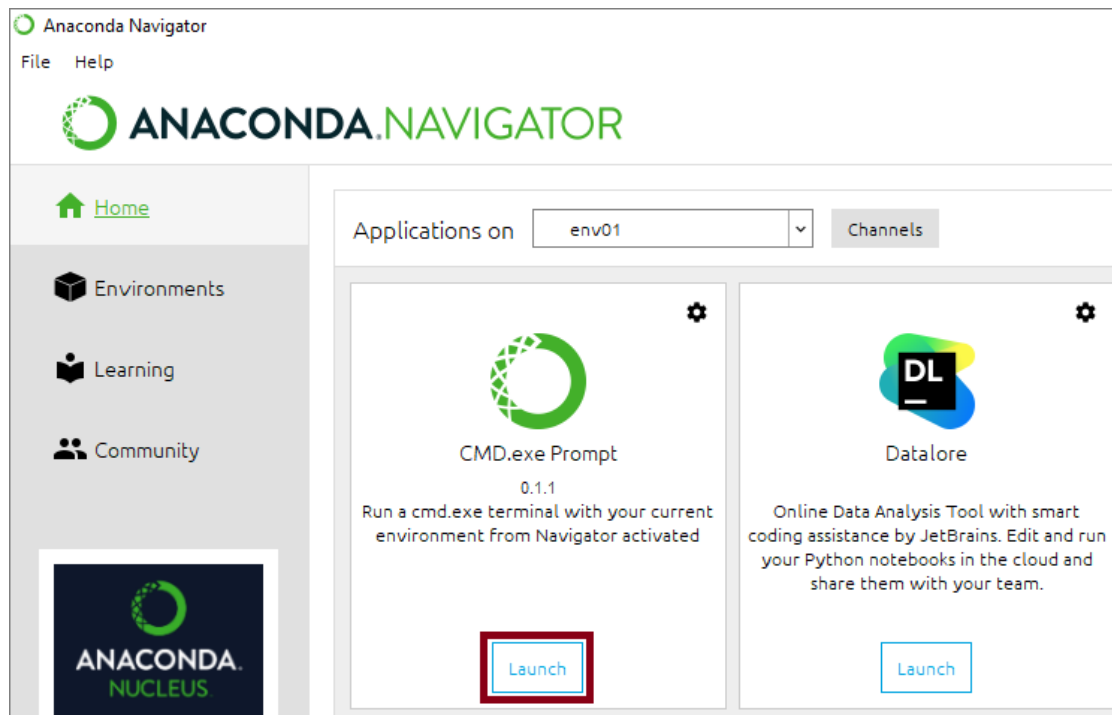 Anaconda Navigator
File Help
ANACONDA.NAVIGATOR
Home
Applications on env01 Channels
Environments
Learning
Community
CMD.exe Prompt
0.1.1
Run a cmd.exe terminal with your current
environment from Navigator activated
Launch
DL
Datalore
Online Data Analysis Tool with smart
coding assistance by JetBrains. Edit and run
your Python notebooks in the cloud and
share them with your team.
Launch
ANACONDA.
NUCLEUS